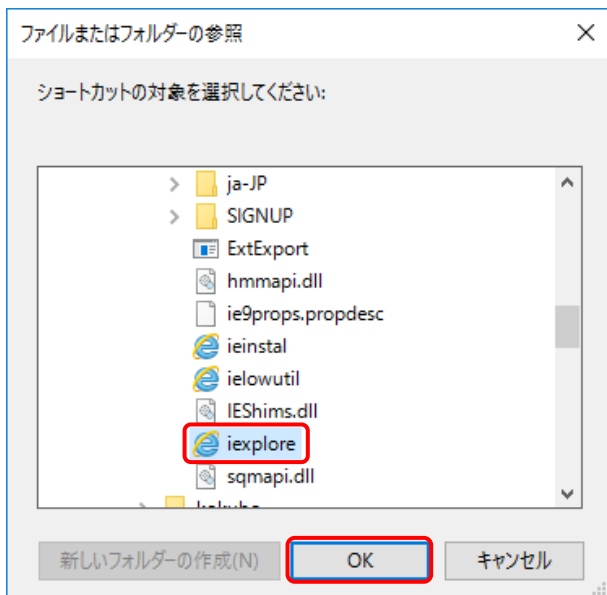 ファイルまたはフォルダーの参照
ショートカットの対象を選択してください:
ja-JP
SIGNUP
ExtExport
hmmapi.dll
ie9props.propdesc
ieinstal
ielowutil
IEShims.dll
iexplore
sqmapi.dll
新しいフォルダーの作成(N)
OK
キャンセル